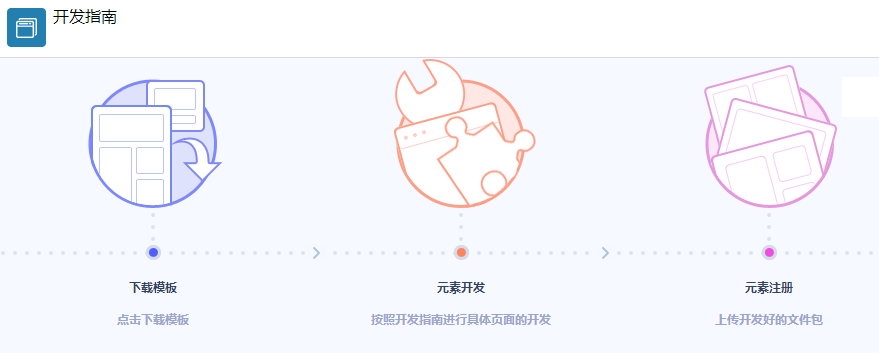 开发指南
下载模板
元素开发
元素注册
点击下载模板
按照开发指南进行具体页面的开发
上传开发好的文件包